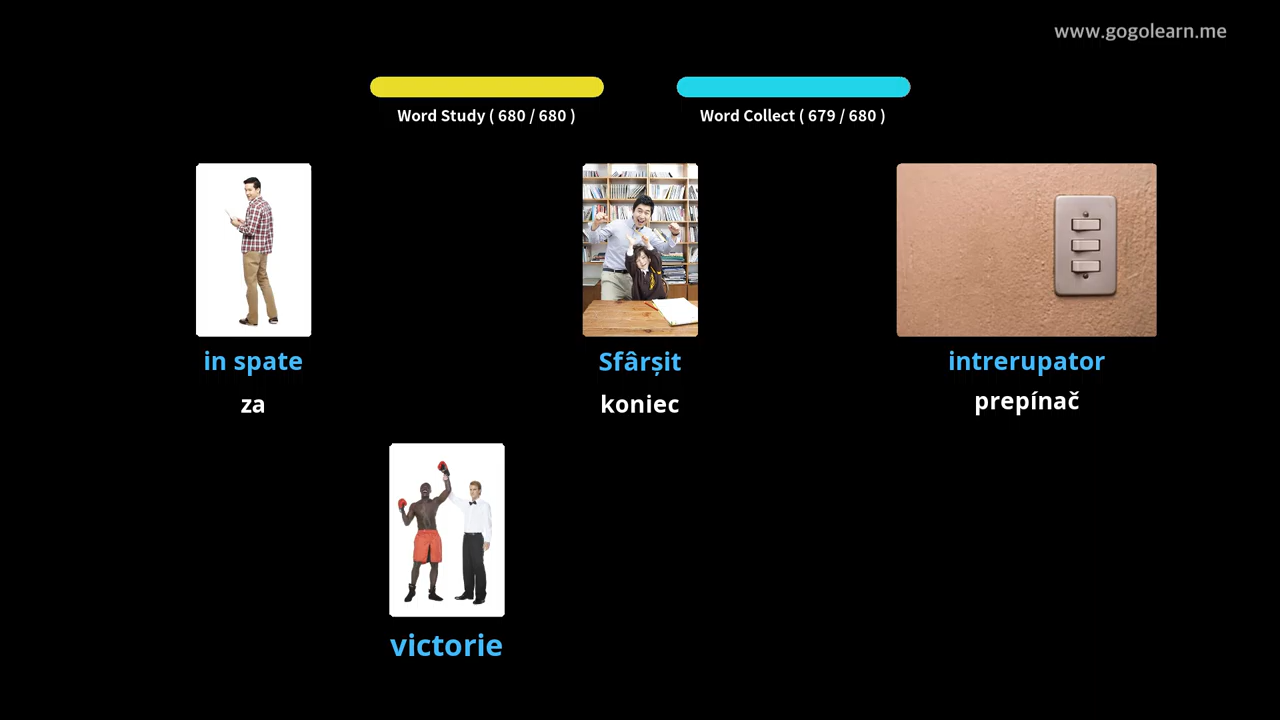 www.gogolearn.me
Word Study ( 680 / 680 )
Word Collect ( 679 / 680 )
in spate
Sfârșit
intrerupator
za
koniec
prepínač
victorie